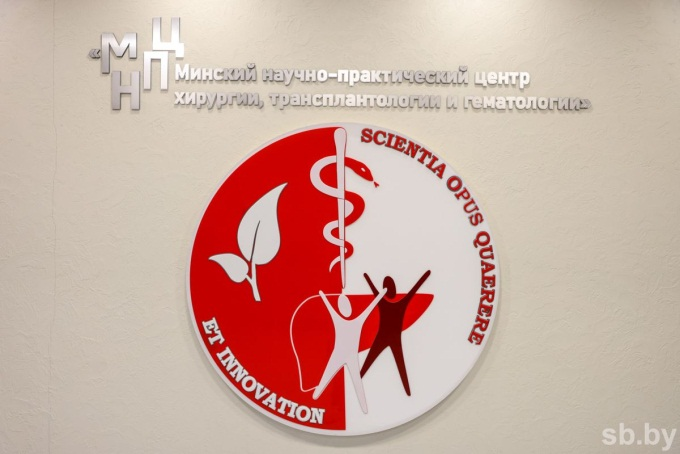 «МНПЦ
Минский научно-практический центр
хирургии, трансплантологии и гематологии»
SCIENTIA OPUS QUAERERE
ET INNOVATION
sb.by